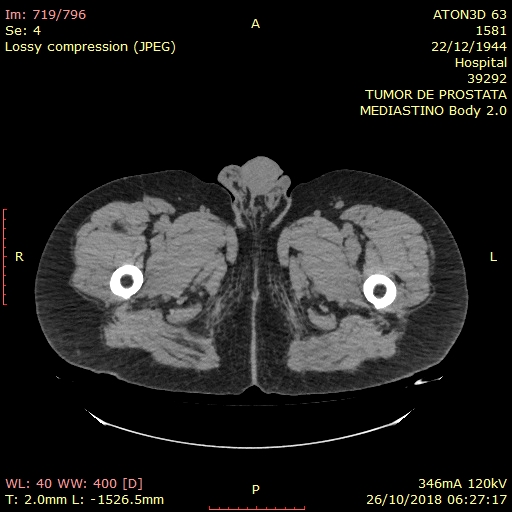 Im: 719/796
Se: 4
Lossy compression (JPEG)
A
ATON3D 63
1581
22/12/1944
Hospital
39292
TUMOR DE PROSTATA
MEDIASTINO Body 2.0
R
L
WL: 40 WW: 400 [D]
T: 2.0mm L: -1526.5mm
P
346mA 120kV
26/10/2018 06:27:17